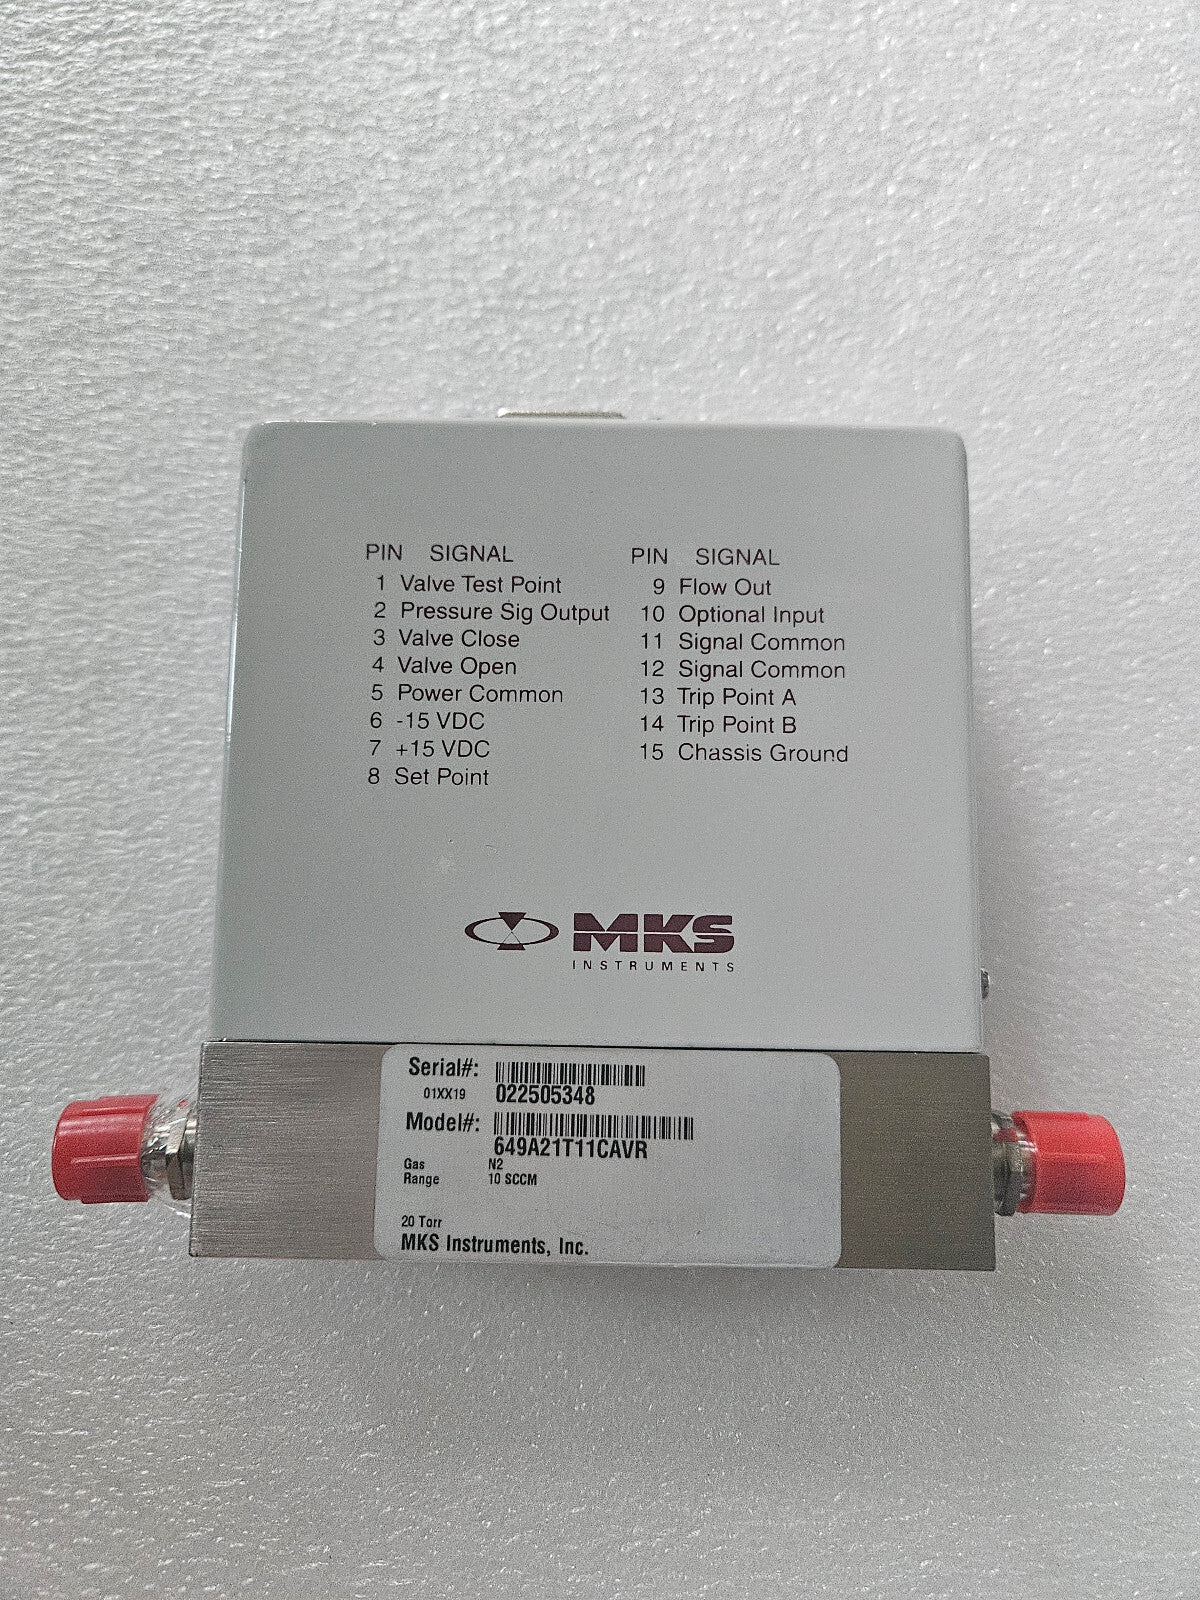 PIN SIGNAL
1 Valve Test Point
2 Pressure Sig Output
3 Valve Close
4 Valve Open
5 Power Common
6 -15 VDC
7 +15 VDC
8 Set Point
PIN SIGNAL
9 Flow Out
10 Optional Input
11 Signal Common
12 Signal Common
13 Trip Point A
14 Trip Point B
15 Chassis Ground
MKS
INSTRUMENTS
Serial#:
01XX19 022505348
Model#:
649A21T11CAVR
Gas N2
Range 10 SCCM
20 Torr
MKS Instruments, Inc.